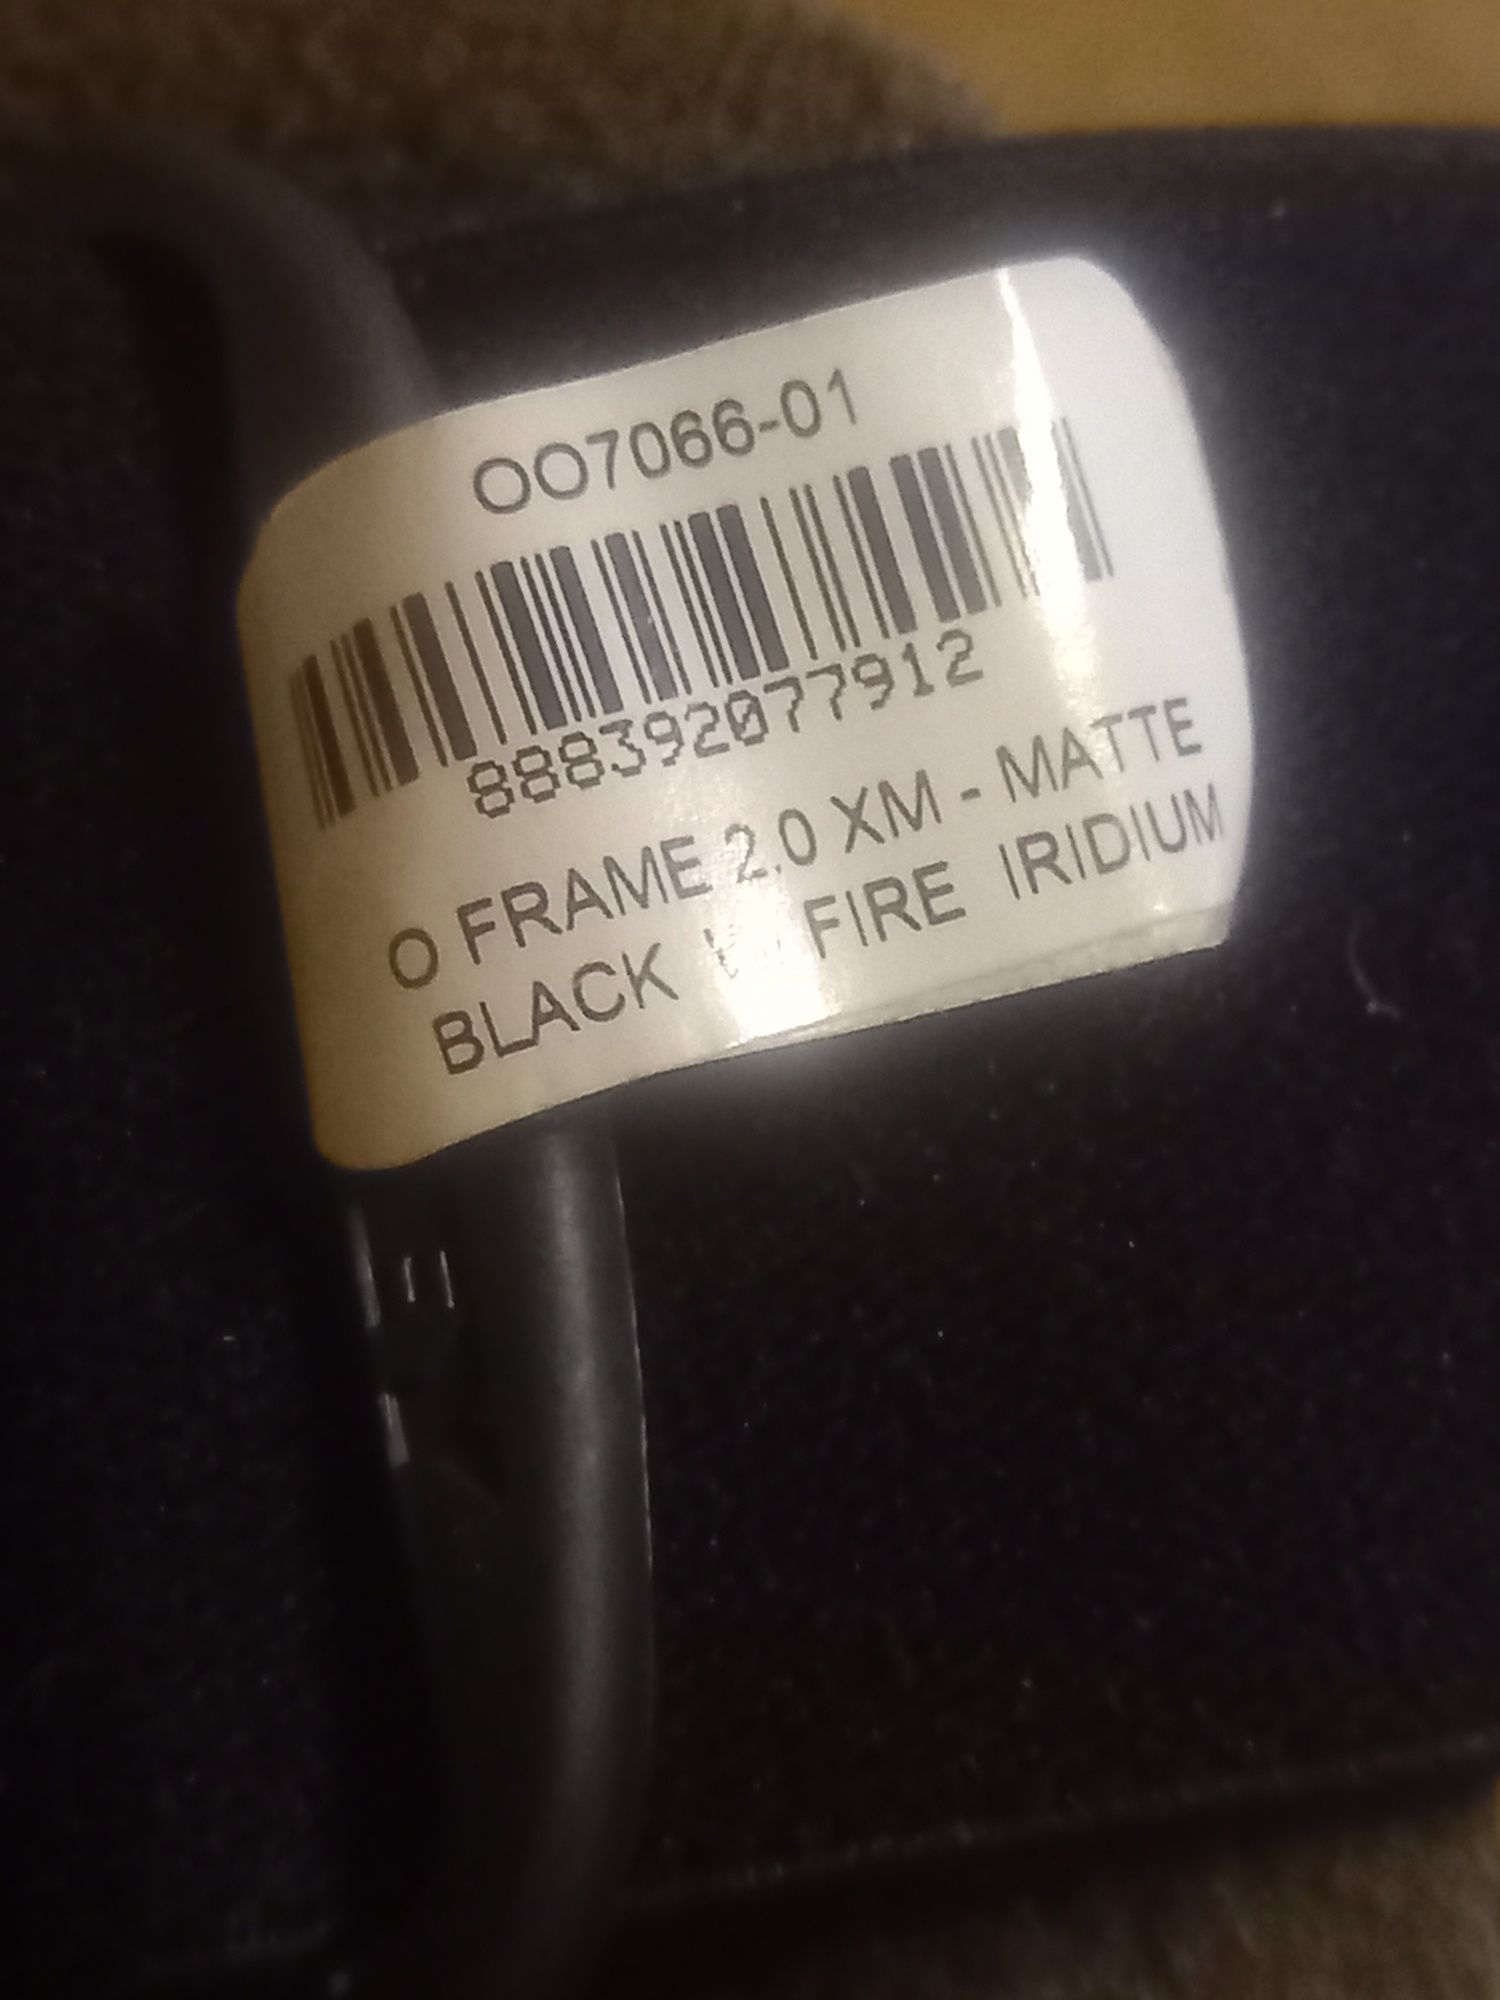 OO7066-01
888392077912
O FRAME 2.0 XM - MATTE
BLACK FIRE IRIDIUM